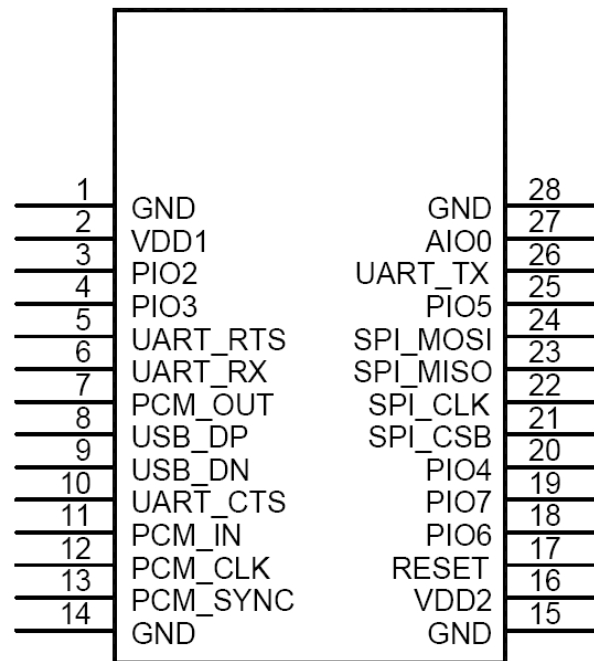 1 GND GND 28
2 VDD1 AIO0 27
3 PIO2 UART_TX 26
4 PIO3 PIO5 25
5 UART_RTS SPI_MOSI 24
6 UART_RX SPI_MISO 23
7 PCM_OUT SPI_CLK 22
8 USB_DP SPI_CSB 21
9 USB_DN PIO4 20
10 UART_CTS PIO7 19
11 PCM_IN PIO6 18
12 PCM_CLK RESET 17
13 PCM_SYNC VDD2 16
14 GND GND 15